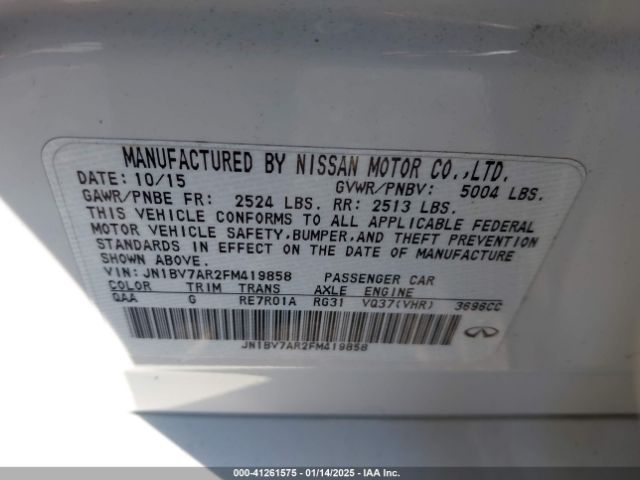 MANUFACTURED BY NISSAN MOTOR CO.,LTD.
DATE: 10/15 GVWR/PNBV: 5004 LBS.
GAWR/PNBE FR: 2524 LBS. RR: 2513 LBS.
THIS VEHICLE CONFORMS TO ALL APPLICABLE FEDERAL
MOTOR VEHICLE SAFETY, BUMPER, AND THEFT PREVENTION
STANDARDS IN EFFECT ON THE DATE OF MANUFACTURE
SHOWN ABOVE.
VIN: JN1BV7AR2FM419858 PASSENGER CAR
COLOR TRIM TRANS AXLE ENGINE
QAA G RE7R01A RG31 VQ37(VHR) 3696CC
JN1BV7AR2FM419858
000-41261575 - 01/14/2025 - IAAI.COM